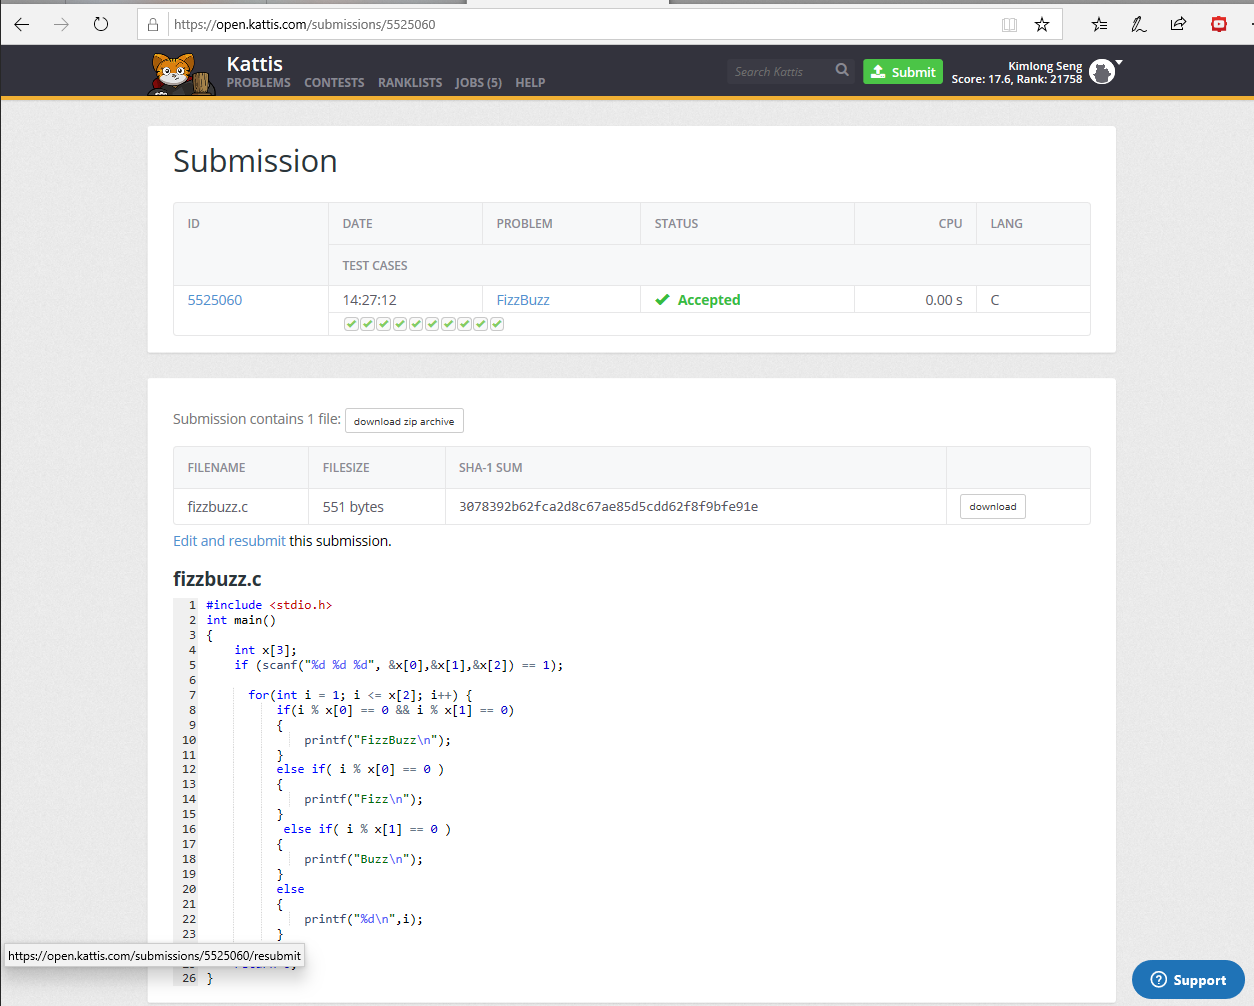 https://open.kattis.com/submissions/5525060
Kattis
PROBLEMS CONTESTS RANKLISTS JOBS (5) HELP
Search Kattis
Submit
Kimlong Seng
Score: 17.6, Rank: 21758
Submission
ID DATE PROBLEM STATUS CPU LANG
TEST CASES
5525060 14:27:12 FizzBuzz Accepted 0.00 s C
Submission contains 1 file: download zip archive
FILENAME FILESIZE SHA-1 SUM
fizzbuzz.c 551 bytes 3078392b62fca2d8c67ae85d5cdd62f8f9bfe91e download
Edit and resubmit this submission.
fizzbuzz.c
1 #include <stdio.h>
2 int main()
3 {
4 int x[3];
5 if (scanf("%d %d %d", &x[0],&x[1],&x[2]) == 1);
6
7 for(int i = 1; i <= x[2]; i++) {
8 if(i % x[0] == 0 && i % x[1] == 0)
9 {
10 printf("FizzBuzz\n");
11 }
12 else if( i % x[0] == 0 )
13 {
14 printf("Fizz\n");
15 }
16 else if( i % x[1] == 0 )
17 {
18 printf("Buzz\n");
19 }
20 else
21 {
22 printf("%d\n",i);
23 }
https://open.kattis.com/submissions/5525060/resubmit
26 }
Support